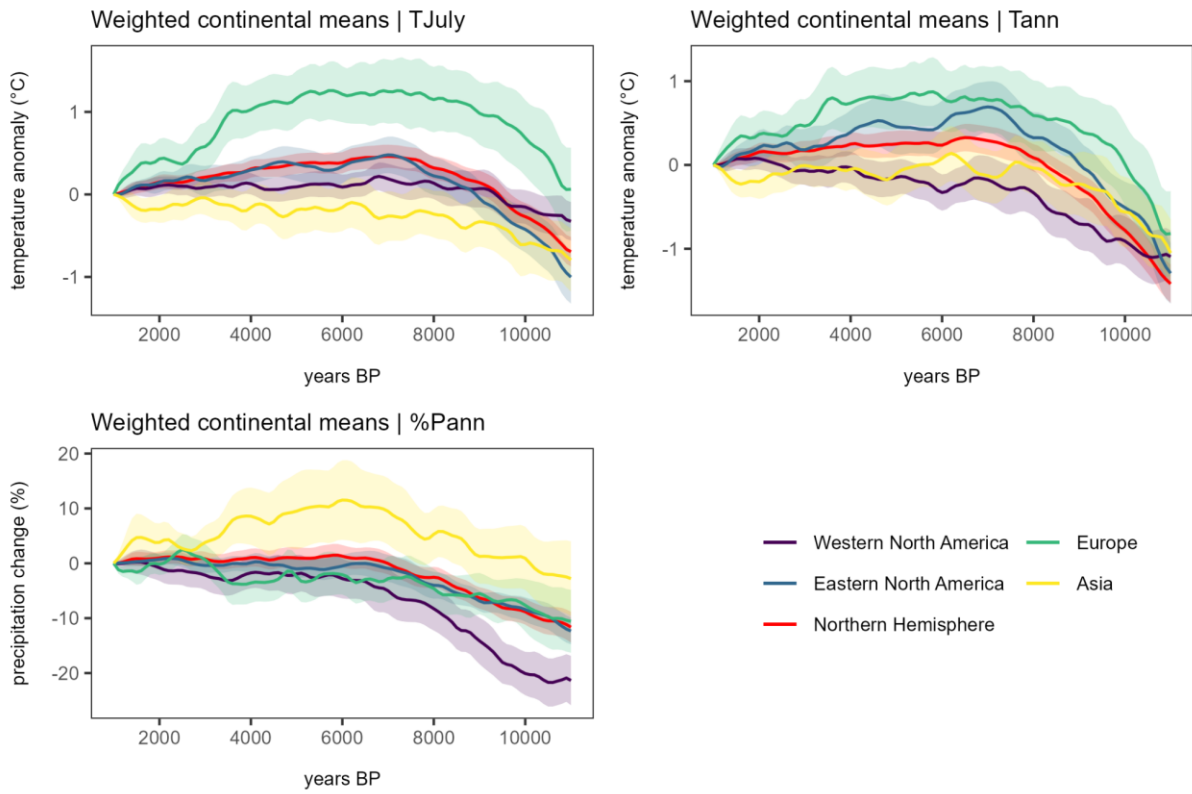 Weighted continental means | TJuly
temperature anomaly (°C)
1
0
-1
2000 4000 6000 8000 10000
years BP
Weighted continental means | Tann
temperature anomaly (°C)
1
0
-1
2000 4000 6000 8000 10000
years BP
Weighted continental means | %Pann
precipitation change (%)
20
10
0
-10
-20
2000 4000 6000 8000 10000
years BP
Western North America
Eastern North America
Northern Hemisphere
Europe
Asia